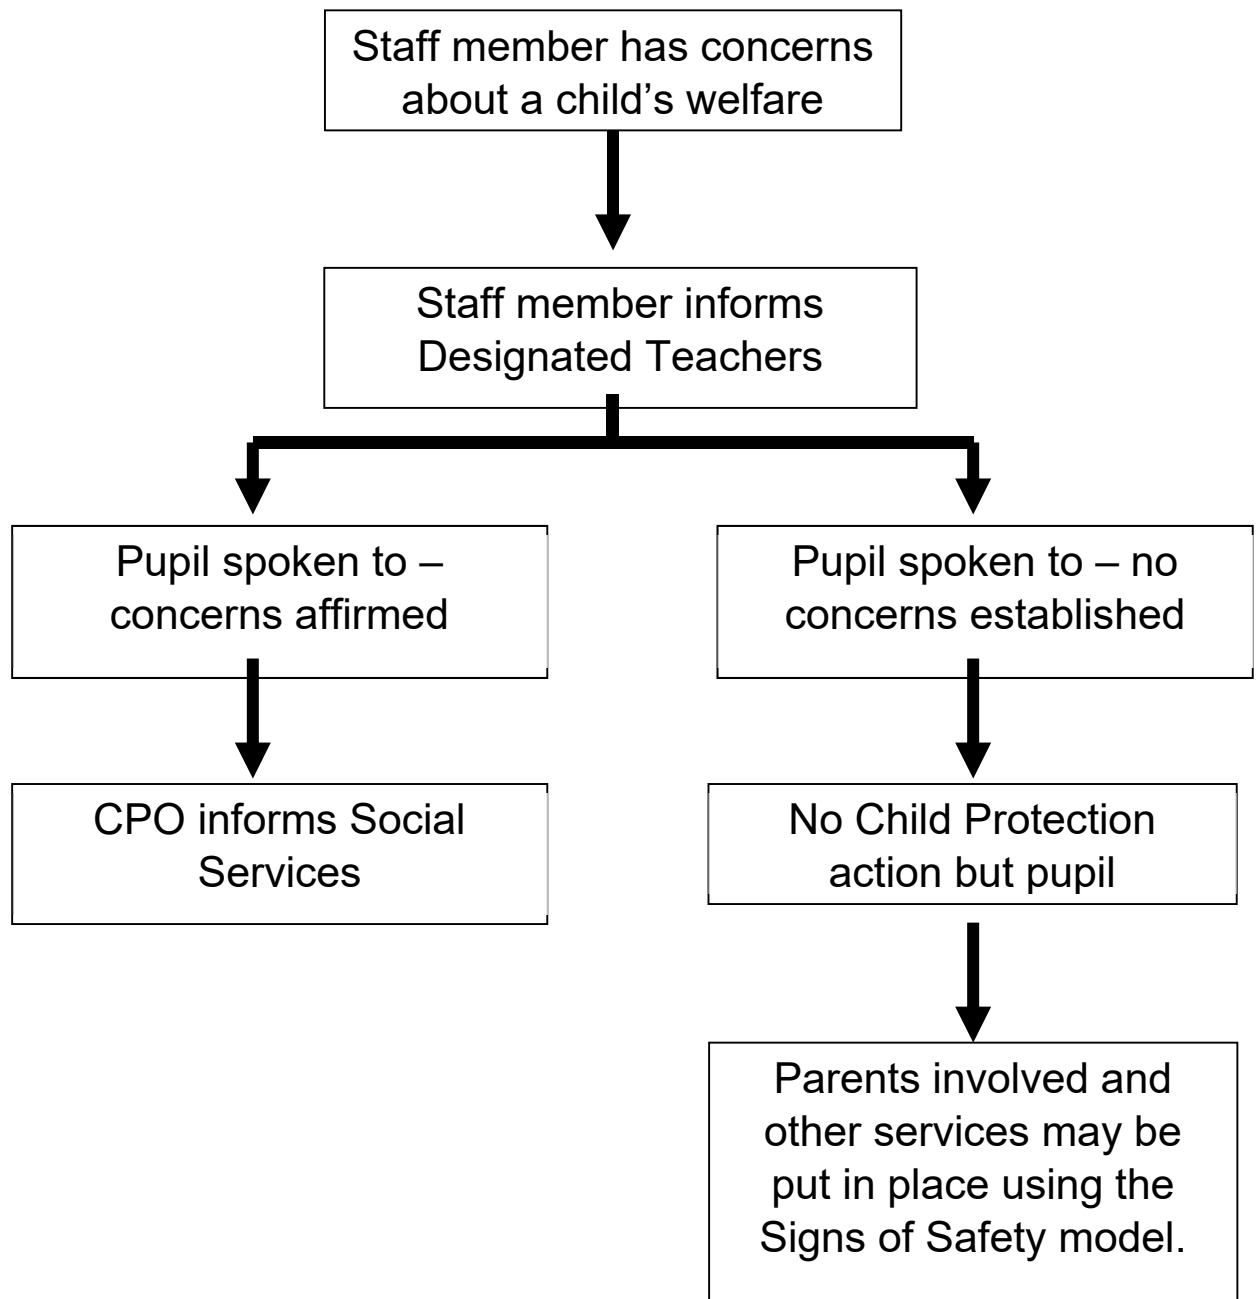 Staff member has concerns
about a child’s welfare
Staff member informs
Designated Teachers
Pupil spoken to –
concerns affirmed
Pupil spoken to – no
concerns established
CPO informs Social
Services
No Child Protection
action but pupil
Parents involved and
other services may be
put in place using the
Signs of Safety model.